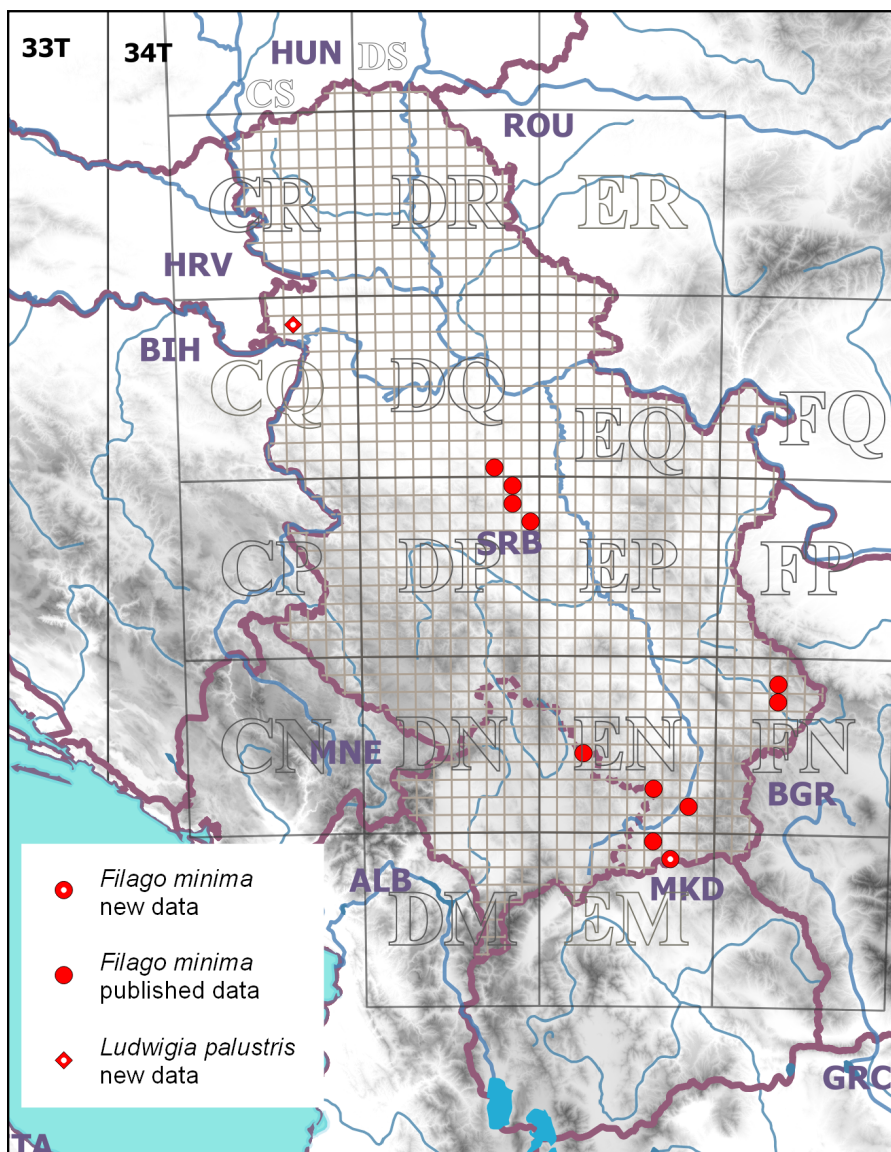 33T
34T
HUN
DS
CS
ROU
CR
DR
ER
HRV
BIH
CQ
DQ
EQ
FQ
SRB
CP
DP
EP
FP
CN
MNE
DN
EN
FN
BGR
ALB
MKD
DM
EM
GRC
TA
Filago minima
new data
Filago minima
published data
Ludwigia palustris
new data